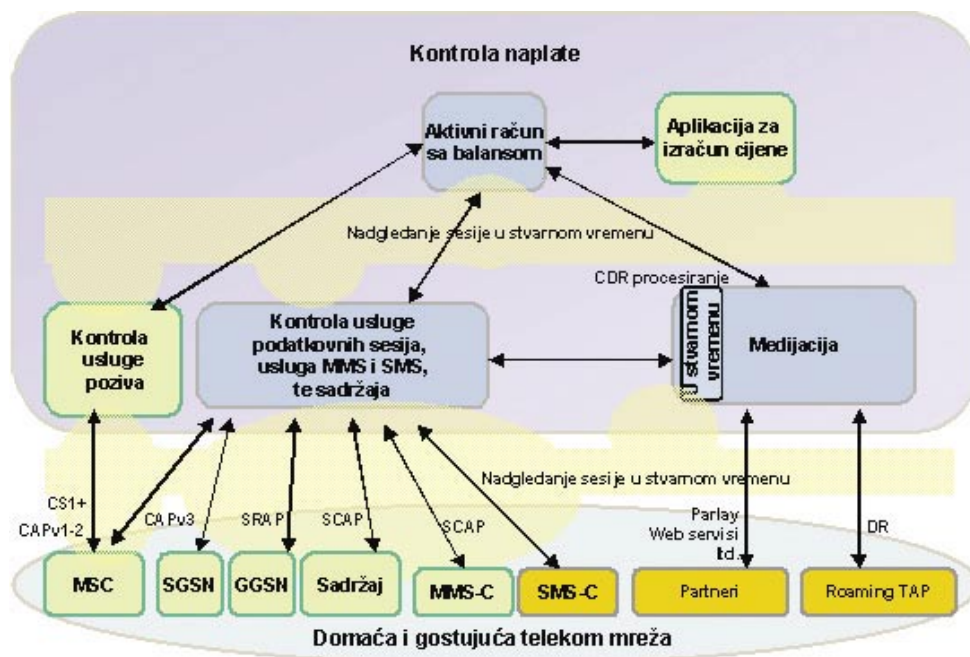 Kontrola naplate
Aktivni račun
sa balansom
Aplikacija za
izračun cijene
Nadgledanje sesije u stvarnom vremenu
CDR procesiranje
Kontrola
usluge
poziva
Kontrola usluge
podatkovnih sesija,
usluga MMS i SMS,
te sadržaja
U stvarnom
vremenu
Medijacija
Nadgledanje sesije u stvarnom vremenu
CS1+
CAPv1-2
CAPv3
SRAP
SCAP
SCAP
Parlay
Web servisi
Itd.
DR
MSC
SGSN
GGSN
Sadržaj
MMS-C
SMS-C
Partneri
Roaming TAP
Domaća i gostujuća telekom mreža